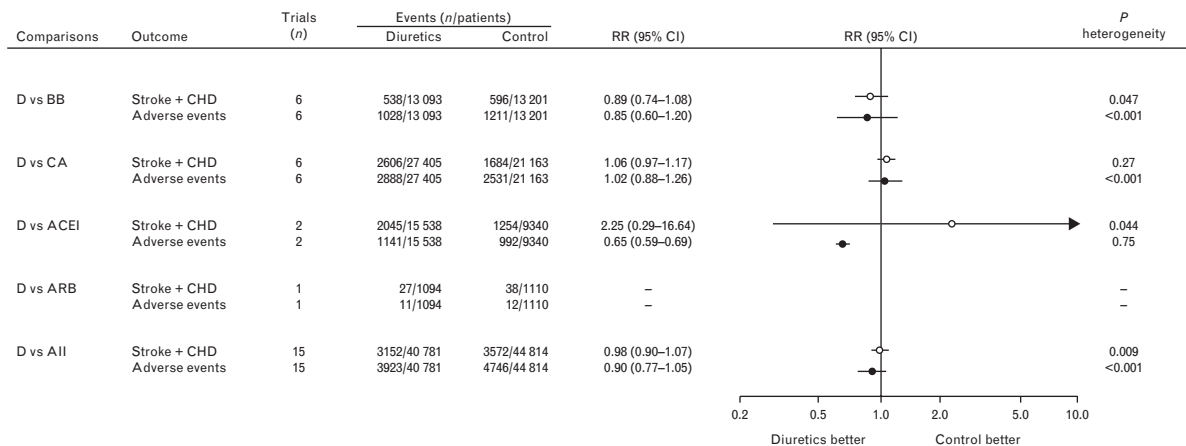 Comparisons Outcome Trials (n) Events (n/patients) Diuretics Control RR (95% CI) RR (95% CI) P heterogeneity
D vs BB Stroke + CHD 6 538/13 093 596/13 201 0.89 (0.74–1.08) 0.047
Adverse events 6 1028/13 093 1211/13 201 0.85 (0.60–1.20) <0.001
D vs CA Stroke + CHD 6 2606/27 405 1684/21 163 1.06 (0.97–1.17) 0.27
Adverse events 6 2888/27 405 2531/21 163 1.02 (0.88–1.26) <0.001
D vs ACEI Stroke + CHD 2 2045/15 538 1254/9340 2.25 (0.29–16.64) 0.044
Adverse events 2 1141/15 538 992/9340 0.65 (0.59–0.69) 0.75
D vs ARB Stroke + CHD 1 27/1094 38/1110 – –
Adverse events 1 11/1094 12/1110 – –
D vs All Stroke + CHD 15 3152/40 781 3572/44 814 0.98 (0.90–1.07) 0.009
Adverse events 15 3923/40 781 4746/44 814 0.90 (0.77–1.05) <0.001
0.2 0.5 1.0 2.0 5.0 10.0
Diuretics better Control better